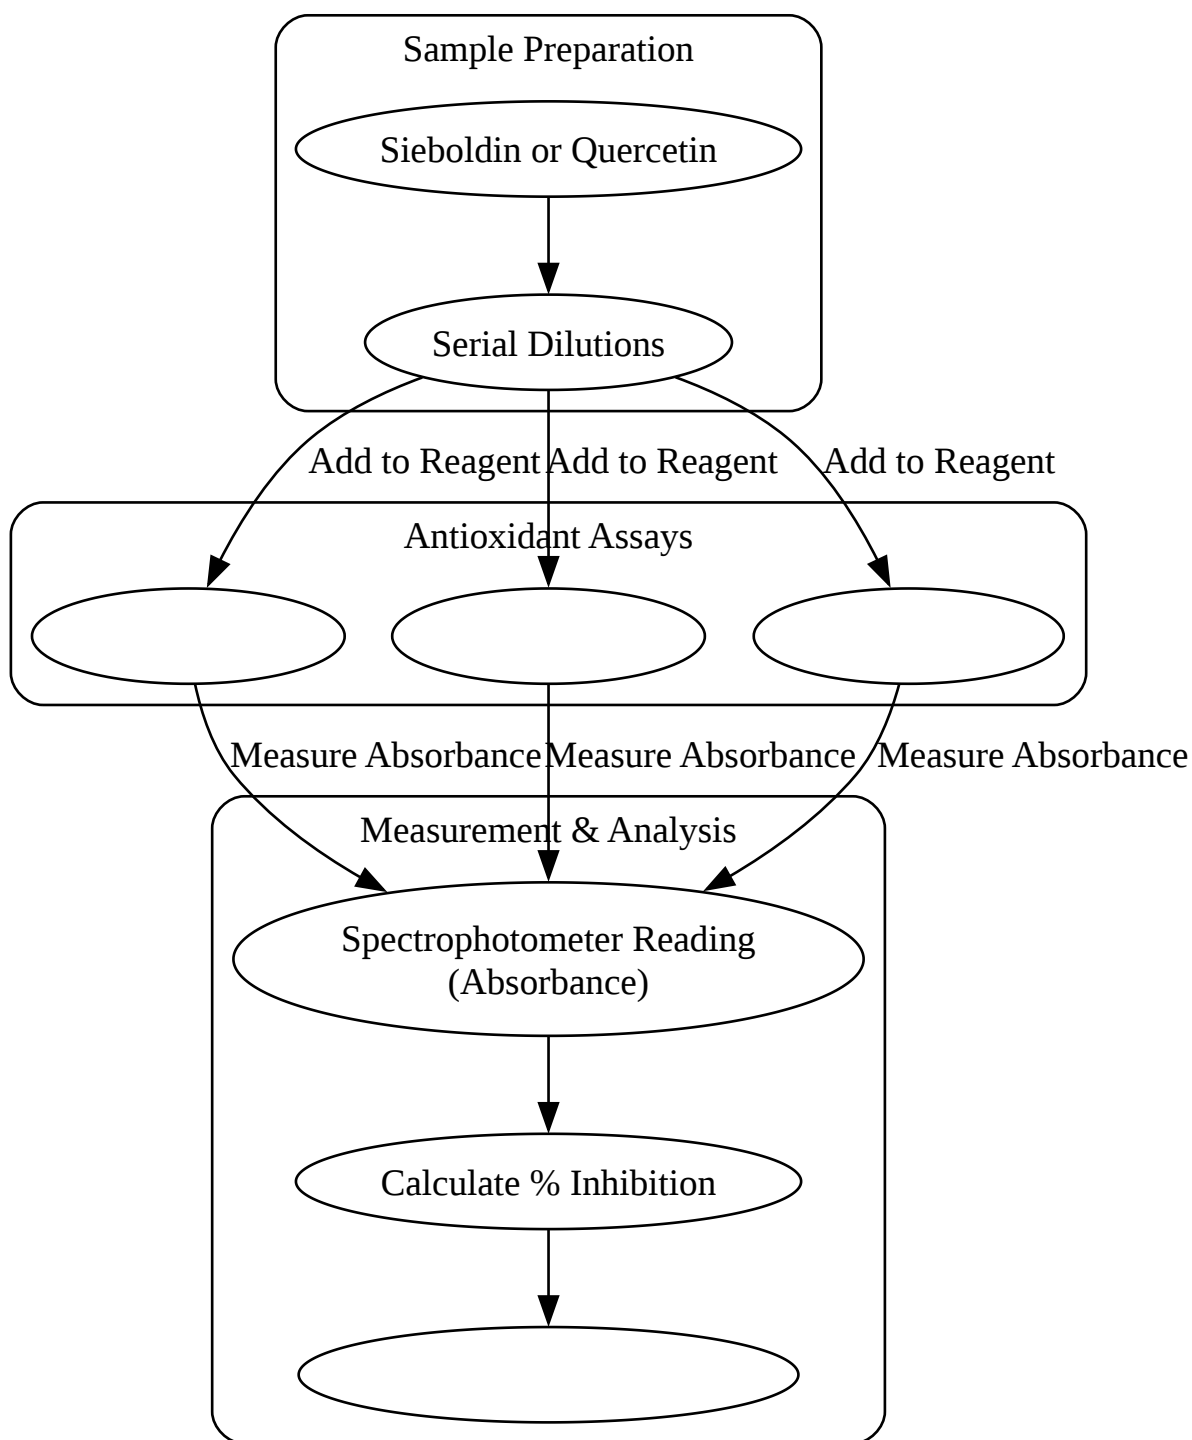 Sample Preparation
Sieboldin or Quercetin
Serial Dilutions
Add to Reagent
Add to Reagent
Add to Reagent
Antioxidant Assays
Measure Absorbance
Measure Absorbance
Measure Absorbance
Measurement & Analysis
Spectrophotometer Reading
(Absorbance)
Calculate % Inhibition